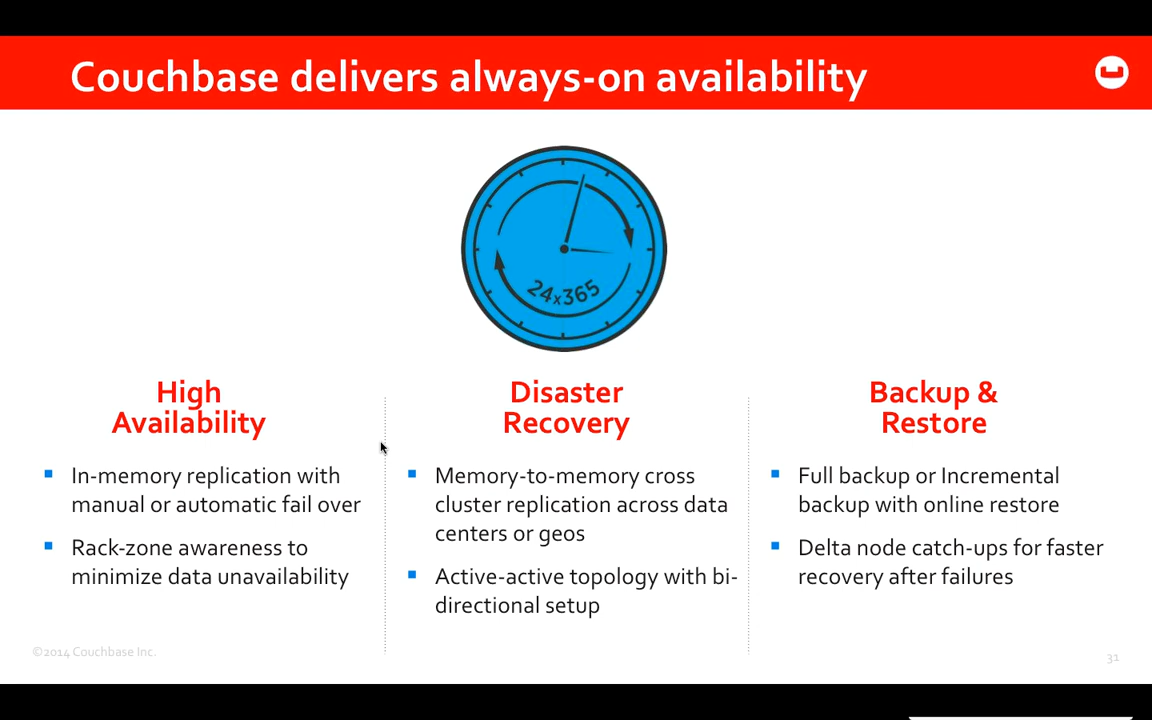 Couchbase delivers always-on availability
24x365
High
Availability
In-memory replication with
manual or automatic fail over
Rack-zone awareness to
minimize data unavailability
Disaster
Recovery
Memory-to-memory cross
cluster replication across data
centers or geos
Active-active topology with bi-
directional setup
Backup &
Restore
Full backup or Incremental
backup with online restore
Delta node catch-ups for faster
recovery after failures
©2014 Couchbase Inc.
31